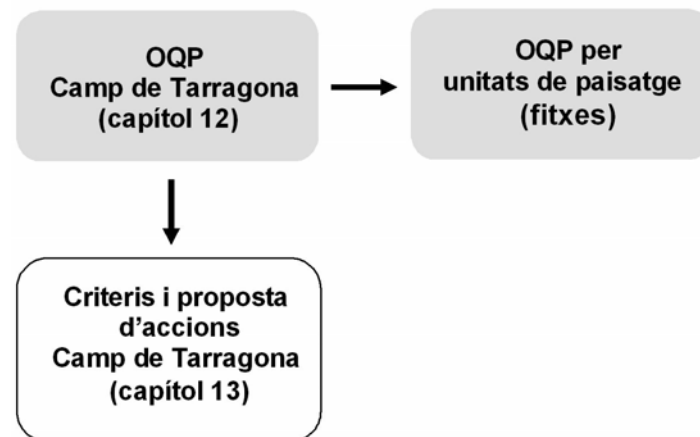 OQP
Camp de Tarragona
(capítol 12)
OQP per
unitats de paisatge
(fitxes)
Criteris i proposta
d'accions
Camp de Tarragona
(capítol 13)